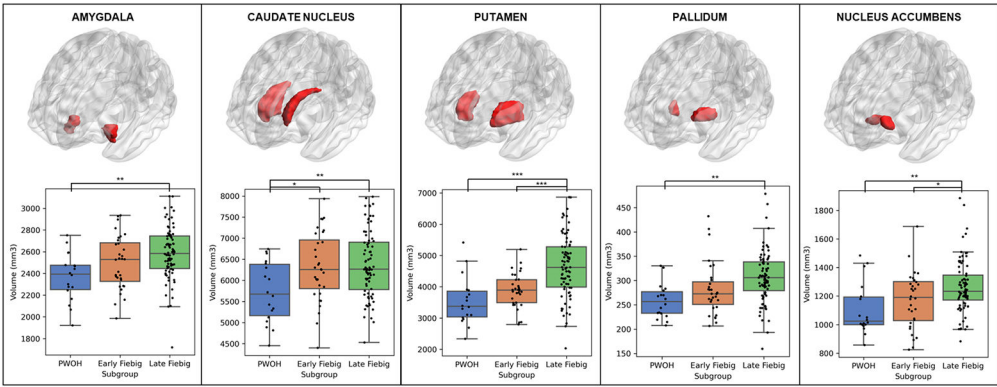 AMYGDALA
**
Volume (mm3)
3000
2800
2600
2400
2200
2000
1800
PWOH Early Fiebig Late Fiebig
Subgroup
CAUDATE NUCLEUS
**
*
Volume (mm3)
8000
7500
7000
6500
6000
5500
5000
4500
PWOH Early Fiebig Late Fiebig
Subgroup
PUTAMEN
***
***
Volume (mm3)
7000
6000
5000
4000
3000
2000
PWOH Early Fiebig Late Fiebig
Subgroup
PALLIDUM
**
Volume (mm3)
450
400
350
300
250
200
150
PWOH Early Fiebig Late Fiebig
Subgroup
NUCLEUS ACCUMBENS
**
*
Volume (mm3)
1800
1600
1400
1200
1000
800
PWOH Early Fiebig Late Fiebig
Subgroup